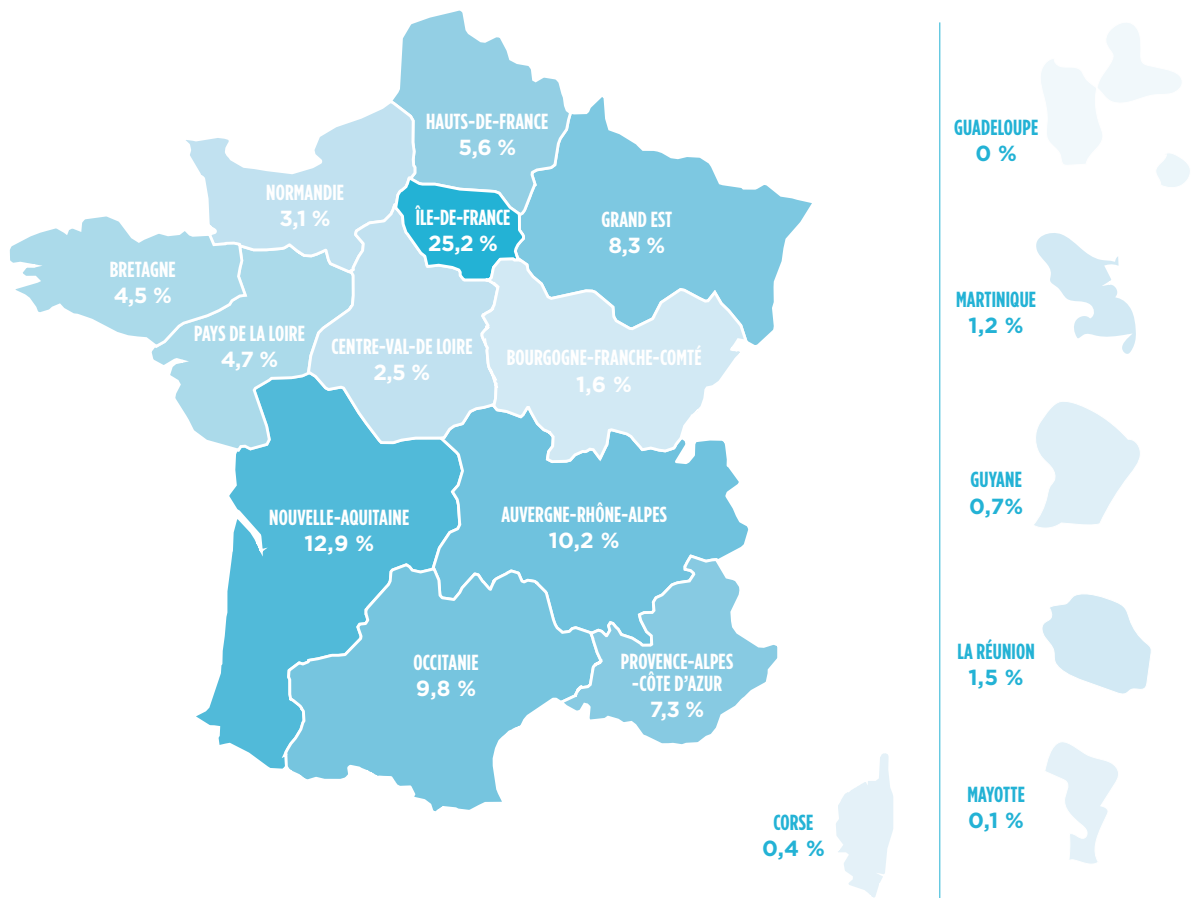 HAUTS-DE-FRANCE
5,6 %
NORMANDIE
3,1 %
ÎLE-DE-FRANCE
25,2 %
GRAND EST
8,3 %
BRETAGNE
4,5 %
PAYS DE LA LOIRE
4,7 %
CENTRE-VAL-DE LOIRE
2,5 %
BOURGOGNE-FRANCHE-COMTÉ
1,6 %
NOUVELLE-AQUITAINE
12,9 %
AUVERGNE-RHÔNE-ALPES
10,2 %
OCCITANIE
9,8 %
PROVENCE-ALPES
-CÔTE D’AZUR
7,3 %
CORSE
0,4 %
GUADELOUPE
0 %
MARTINIQUE
1,2 %
GUYANE
0,7%
LA RÉUNION
1,5 %
MAYOTTE
0,1 %